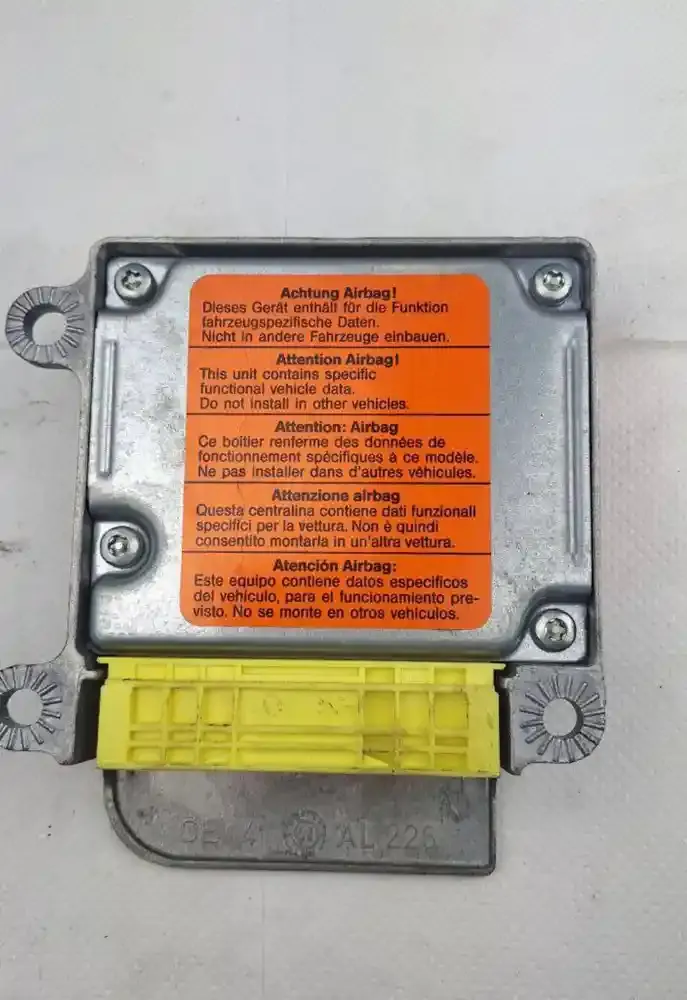 Achtung Airbag!
Dieses Gerät enthält für die Funktion
fahrzeugspezifische Daten.
Nicht in andere Fahrzeuge einbauen.
Attention Airbag!
This unit contains specific
functional vehicle data.
Do not install in other vehicles.
Attention: Airbag
Ce boîtier renferme des données de
fonctionnement spécifiques à ce modèle.
Ne pas installer dans d'autres véhicules.
Attenzione airbag
Questa centralina contiene dati funzionali
specifici per la vettura. Non è quindi
consentito montarla in un'altra vettura.
Atención Airbag:
Este equipo contiene datos especificos
del vehículo, para el funcionamiento pre-
visto. No se monte en otros vehículos.
AL 226